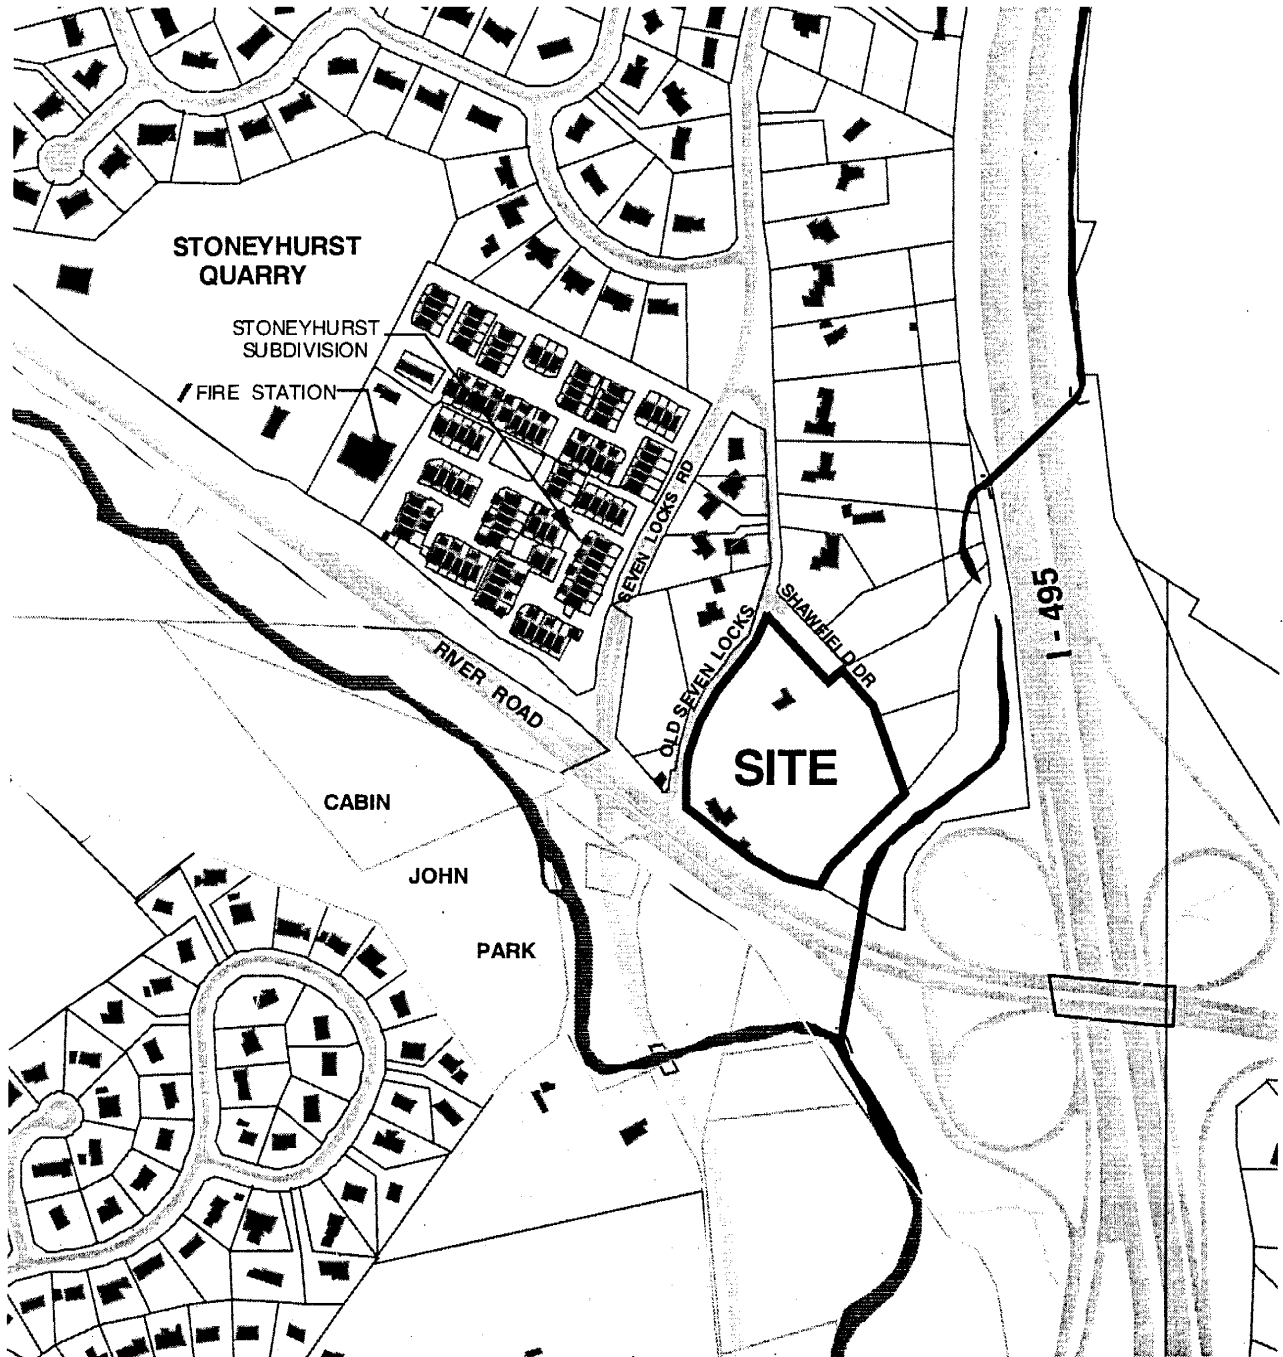 STONEYHURST
QUARRY
STONEYHURST
SUBDIVISION
FIRE STATION
SEVEN LOCKS RD
I - 495
SHAWFIELD DR
OLD SEVEN LOCKS
RIVER ROAD
SITE
CABIN
JOHN
PARK